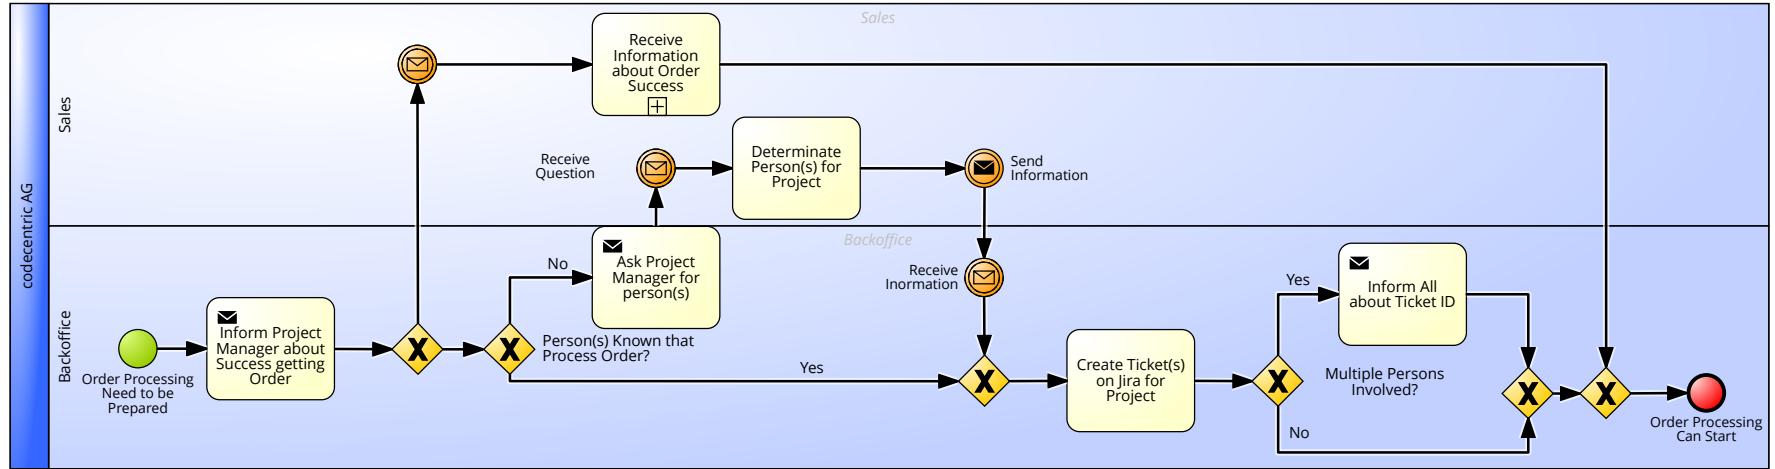 codecentric AG
Sales
Sales
Receive
Information
about Order
Success
Receive
Question
Determinate
Person(s) for
Project
Send
Information
Backoffice
Backoffice
Order Processing
Need to be
Prepared
Inform Project
Manager about
Success getting
Order
No
Ask Project
Manager for
person(s)
Person(s) Known that
Process Order?
Yes
Receive
Inormation
Create Ticket(s)
on Jira for
Project
Yes
Inform All
about Ticket ID
Multiple Persons
Involved?
No
Order Processing
Can Start